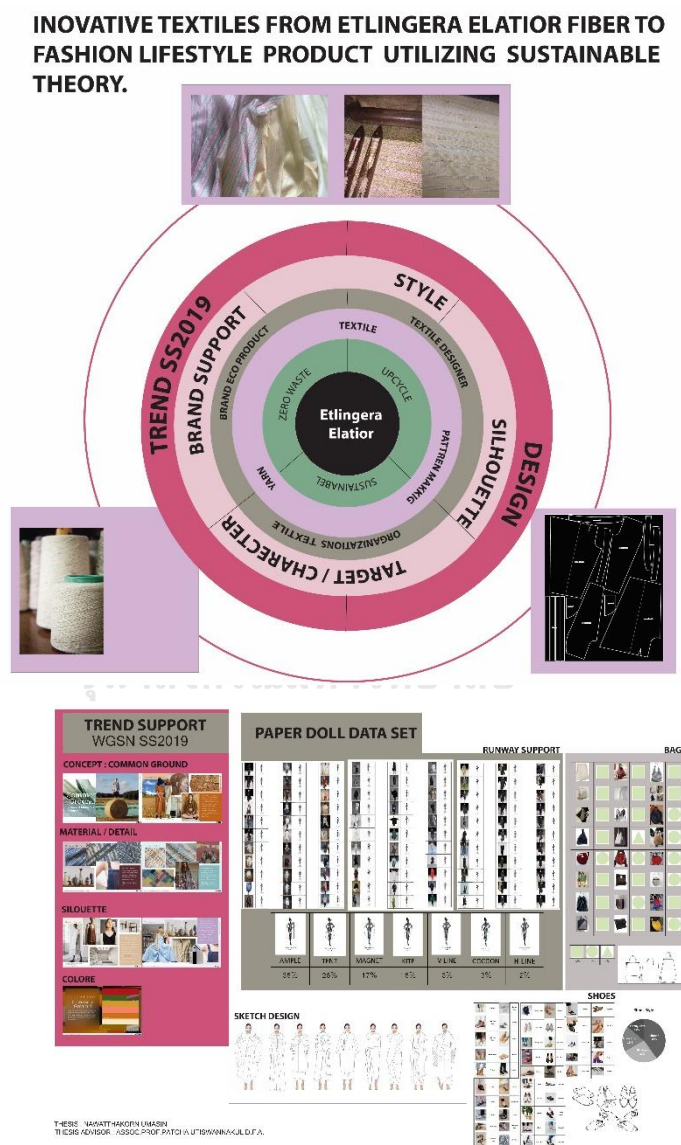 INOVATIVE TEXTILES FROM ETLINGERA ELATIOR FIBER TO
FASHION LIFESTYLE PRODUCT UTILIZING SUSTAINABLE
THEORY.
TREND SS2019
DESIGN
BRAND SUPPORT
STYLE
SILHOUETTE
TARGET / CHARECTER
BRAND ECO PRODUCT
TEXTILE DESIGNER
ORGANIZATIONS TEXTILE
TEXTILE
PATTREN MAKKIG
YARN
ZERO WASTE
UPCYCLE
SUSTAINABEL
Etlingera
Elatior
TREND SUPPORT
WGSN SS2019
CONCEPT : COMMON GROUND
MATERIAL / DETAIL
SILOUETTE
COLORE
PAPER DOLL DATA SET
RUNWAY SUPPORT
BAG
AMPLE TENT MAGNET KITE V LINE COCOON H LINE
26% 17% 3% 2%
SKETCH DESIGN
SHOES
THESIS : NAWATTHAKORN UMASIN
THESIS ADVISOR : ASSOC.PROF.PATCHA UTISWANNAKUL D.F.A.